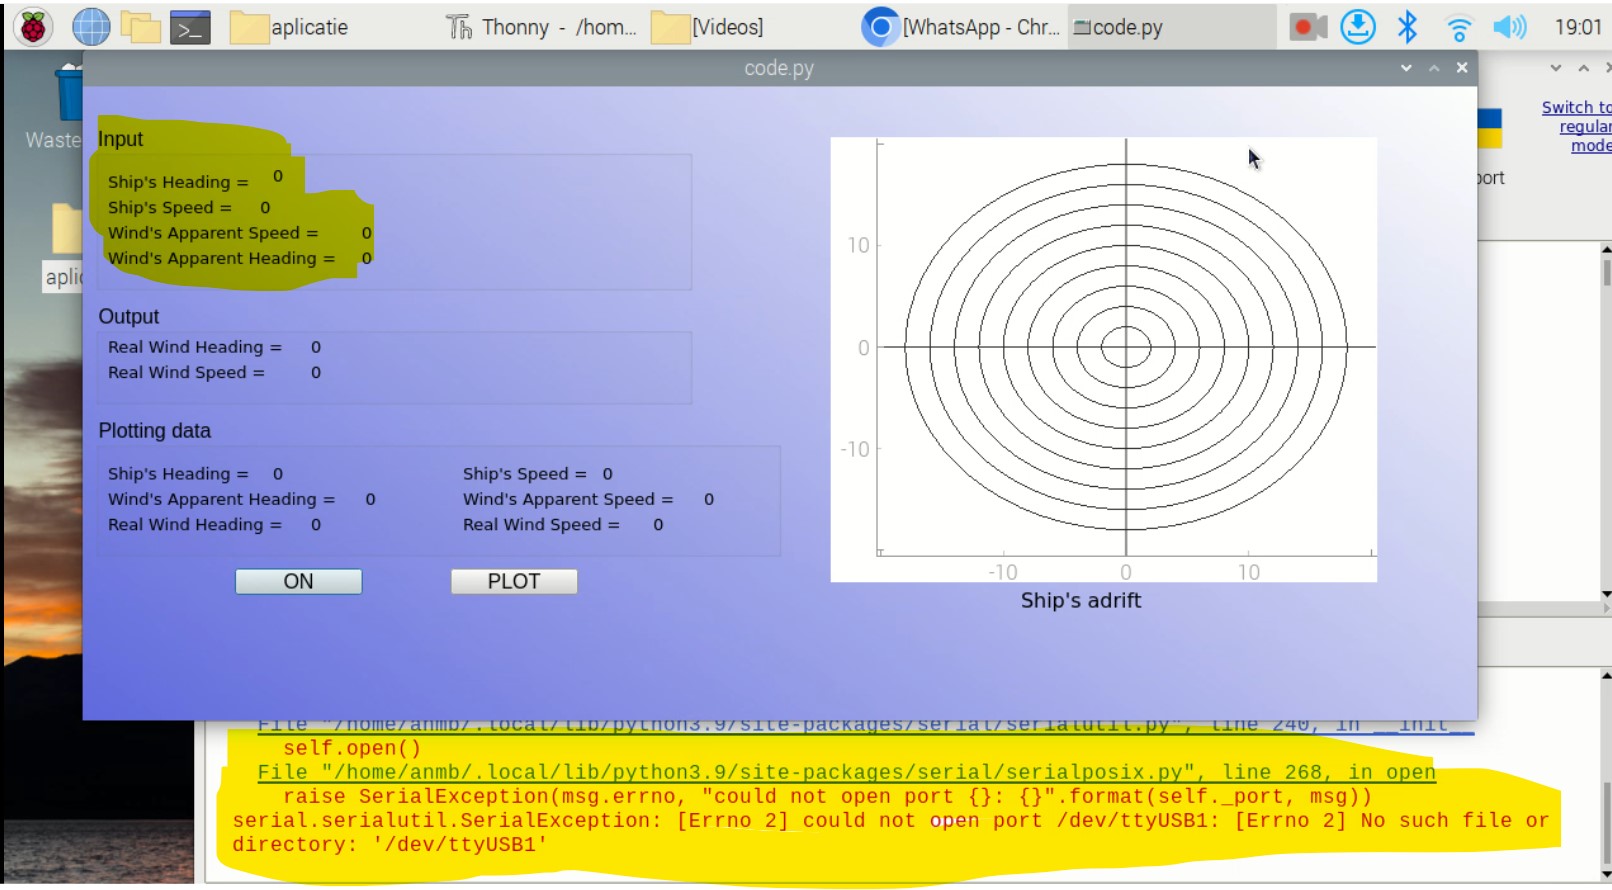 aplicatie
Thonny - /hom...
[Videos]
[WhatsApp - Chr...
code.py
19:01
code.py
Switch to
regular
mode
Waste
port
aplic
Input
Ship's Heading = 0
Ship's Speed = 0
Wind's Apparent Speed = 0
Wind's Apparent Heading = 0
Output
Real Wind Heading = 0
Real Wind Speed = 0
Plotting data
Ship's Heading = 0 Ship's Speed = 0
Wind's Apparent Heading = 0 Wind's Apparent Speed = 0
Real Wind Heading = 0 Real Wind Speed = 0
ON PLOT
10
0
-10
-10 0 10
Ship's adrift
File "/home/anmb/.local/lib/python3.9/site-packages/serial/serialutil.py", line 240, in __init__
self.open()
File "/home/anmb/.local/lib/python3.9/site-packages/serial/serialposix.py", line 268, in open
raise SerialException(msg.errno, "could not open port {}: {}".format(self._port, msg))
serial.serialutil.SerialException: [Errno 2] could not open port /dev/ttyUSB1: [Errno 2] No such file or
directory: '/dev/ttyUSB1'